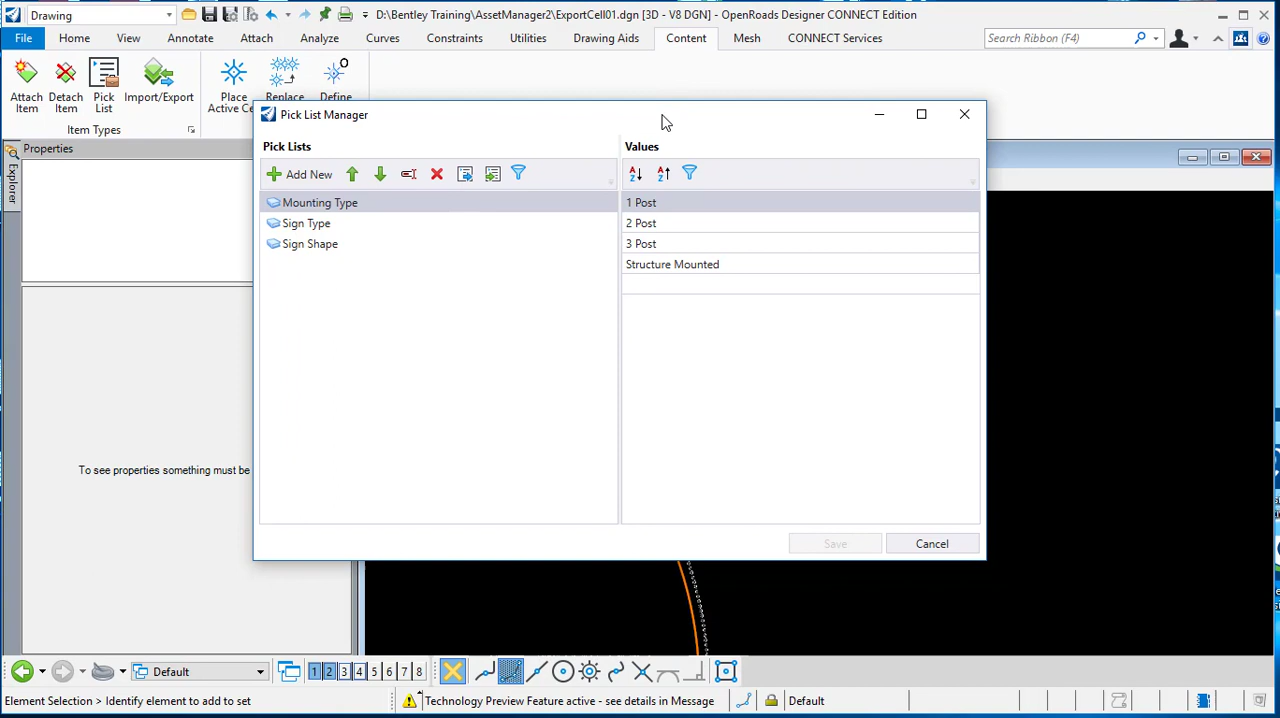 Drawing
D:\Bentley Training\AssetManager2\ExportCell01.dgn [3D - V8 DGN] - OpenRoads Designer CONNECT Edition
File Home View Annotate Attach Analyze Curves Constraints Utilities Drawing Aids Content Mesh CONNECT Services
Search Ribbon (F4)
Attach Item
Detach Item
Pick List
Import/Export
Place Active
Replace
Define
Item Types
Properties
Explorer
To see properties something must be
Pick List Manager
Pick Lists
Values
Add New
Mounting Type
Sign Type
Sign Shape
1 Post
2 Post
3 Post
Structure Mounted
Save
Cancel
Default
1 2 3 4 5 6 7 8
Element Selection > Identify element to add to set
Technology Preview Feature active - see details in Message
Default